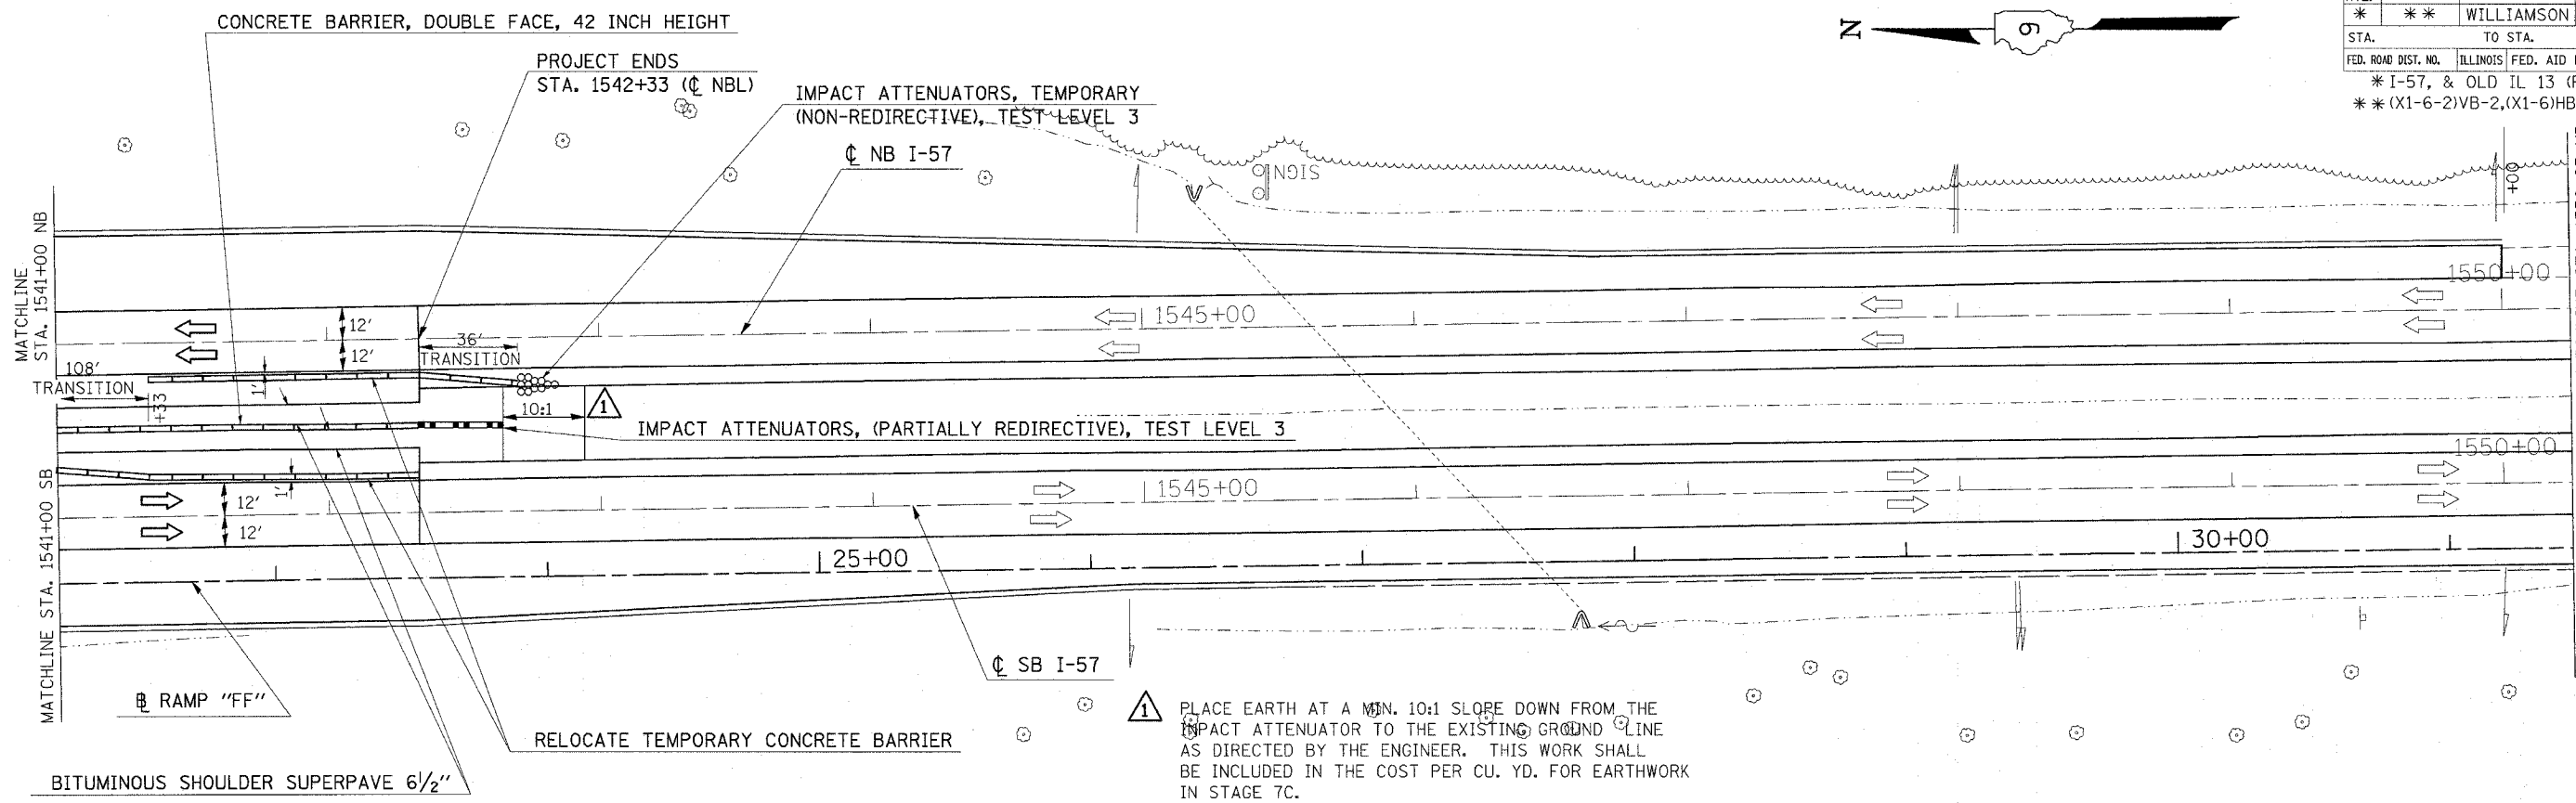 CONCRETE BARRIER, DOUBLE FACE, 42 INCH HEIGHT
PROJECT ENDS
STA. 1542+33 (℄ NBL)
IMPACT ATTENUATORS, TEMPORARY
(NON-REDIRECTIVE), TEST LEVEL 3
℄ NB I-57
N
6
* ** WILLIAMSON
STA. TO STA.
FED. ROAD DIST. NO. ILLINOIS FED. AID
* I-57, & OLD IL 13
** (X1-6-2)VB-2,(X1-6)HB
SIGN
+00
MATCHLINE
STA. 1541+00 NB
12'
12'
36'
TRANSITION
1545+00
1550+00
108'
TRANSITION
+33
1'
10:1
1
IMPACT ATTENUATORS, (PARTIALLY REDIRECTIVE), TEST LEVEL 3
MATCHLINE STA. 1541+00 SB
1'
12'
12'
1545+00
1550+00
25+00
30+00
℄ SB I-57
B RAMP "FF"
RELOCATE TEMPORARY CONCRETE BARRIER
BITUMINOUS SHOULDER SUPERPAVE 6 1/2"
1 PLACE EARTH AT A MIN. 10:1 SLOPE DOWN FROM THE
IMPACT ATTENUATOR TO THE EXISTING GROUND LINE
AS DIRECTED BY THE ENGINEER. THIS WORK SHALL
BE INCLUDED IN THE COST PER CU. YD. FOR EARTHWORK
IN STAGE 7C.